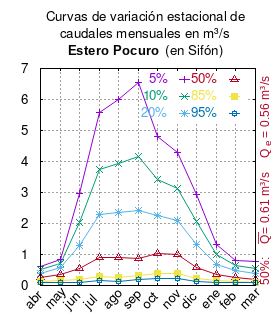 Curvas de variación estacional de
caudales mensuales en m³/s
Estero Pocuro (en Sifón)
7
6
5
4
3
2
1
0
5% 50%
10% 85%
20% 95%
abr may jun jul ago sep oct nov dic ene feb mar
50%: Q=0.61 m³/s Qe = 0.56 m³/s